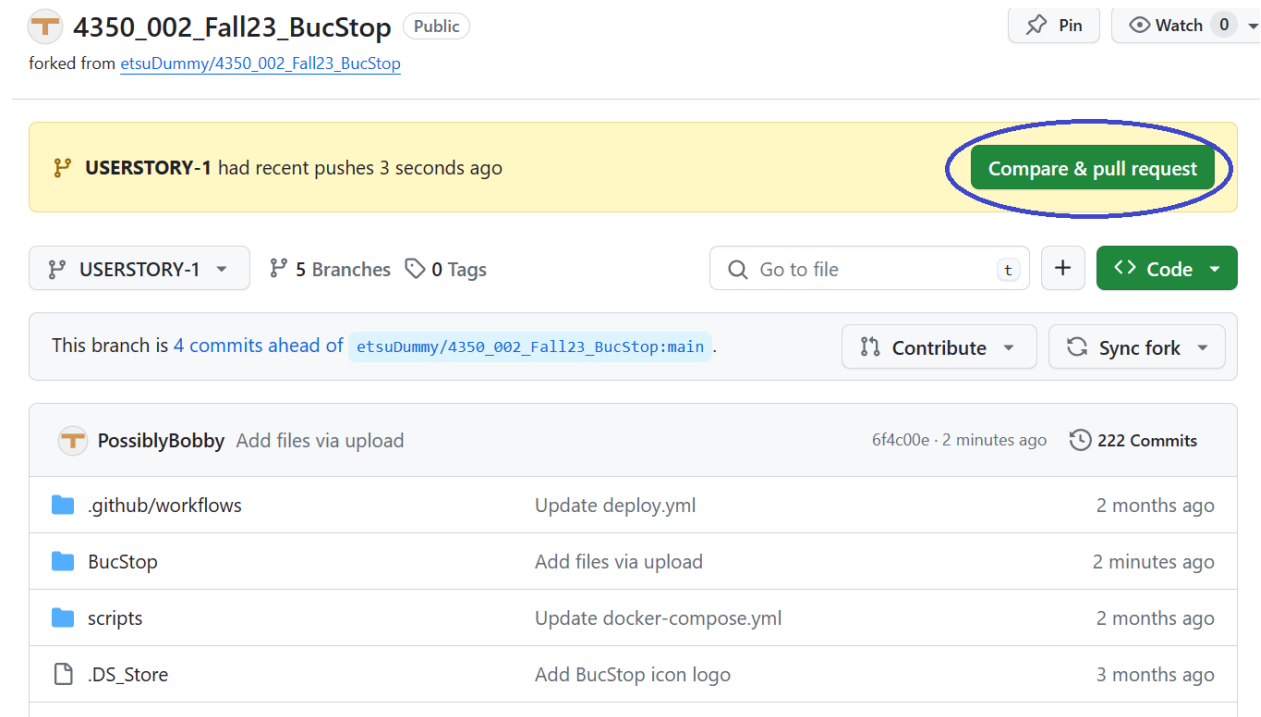 4350_002_Fall23_BucStop Public Pin Watch 0
forked from etsuDummy/4350_002_Fall23_BucStop
USERSTORY-1 had recent pushes 3 seconds ago Compare & pull request
USERSTORY-1 5 Branches 0 Tags Go to file t + Code
This branch is 4 commits ahead of etsuDummy/4350_002_Fall23_BucStop:main . Contribute Sync fork
PossiblyBobby Add files via upload 6f4c00e · 2 minutes ago 222 Commits
.github/workflows Update deploy.yml 2 months ago
BucStop Add files via upload 2 minutes ago
scripts Update docker-compose.yml 2 months ago
.DS_Store Add BucStop icon logo 3 months ago